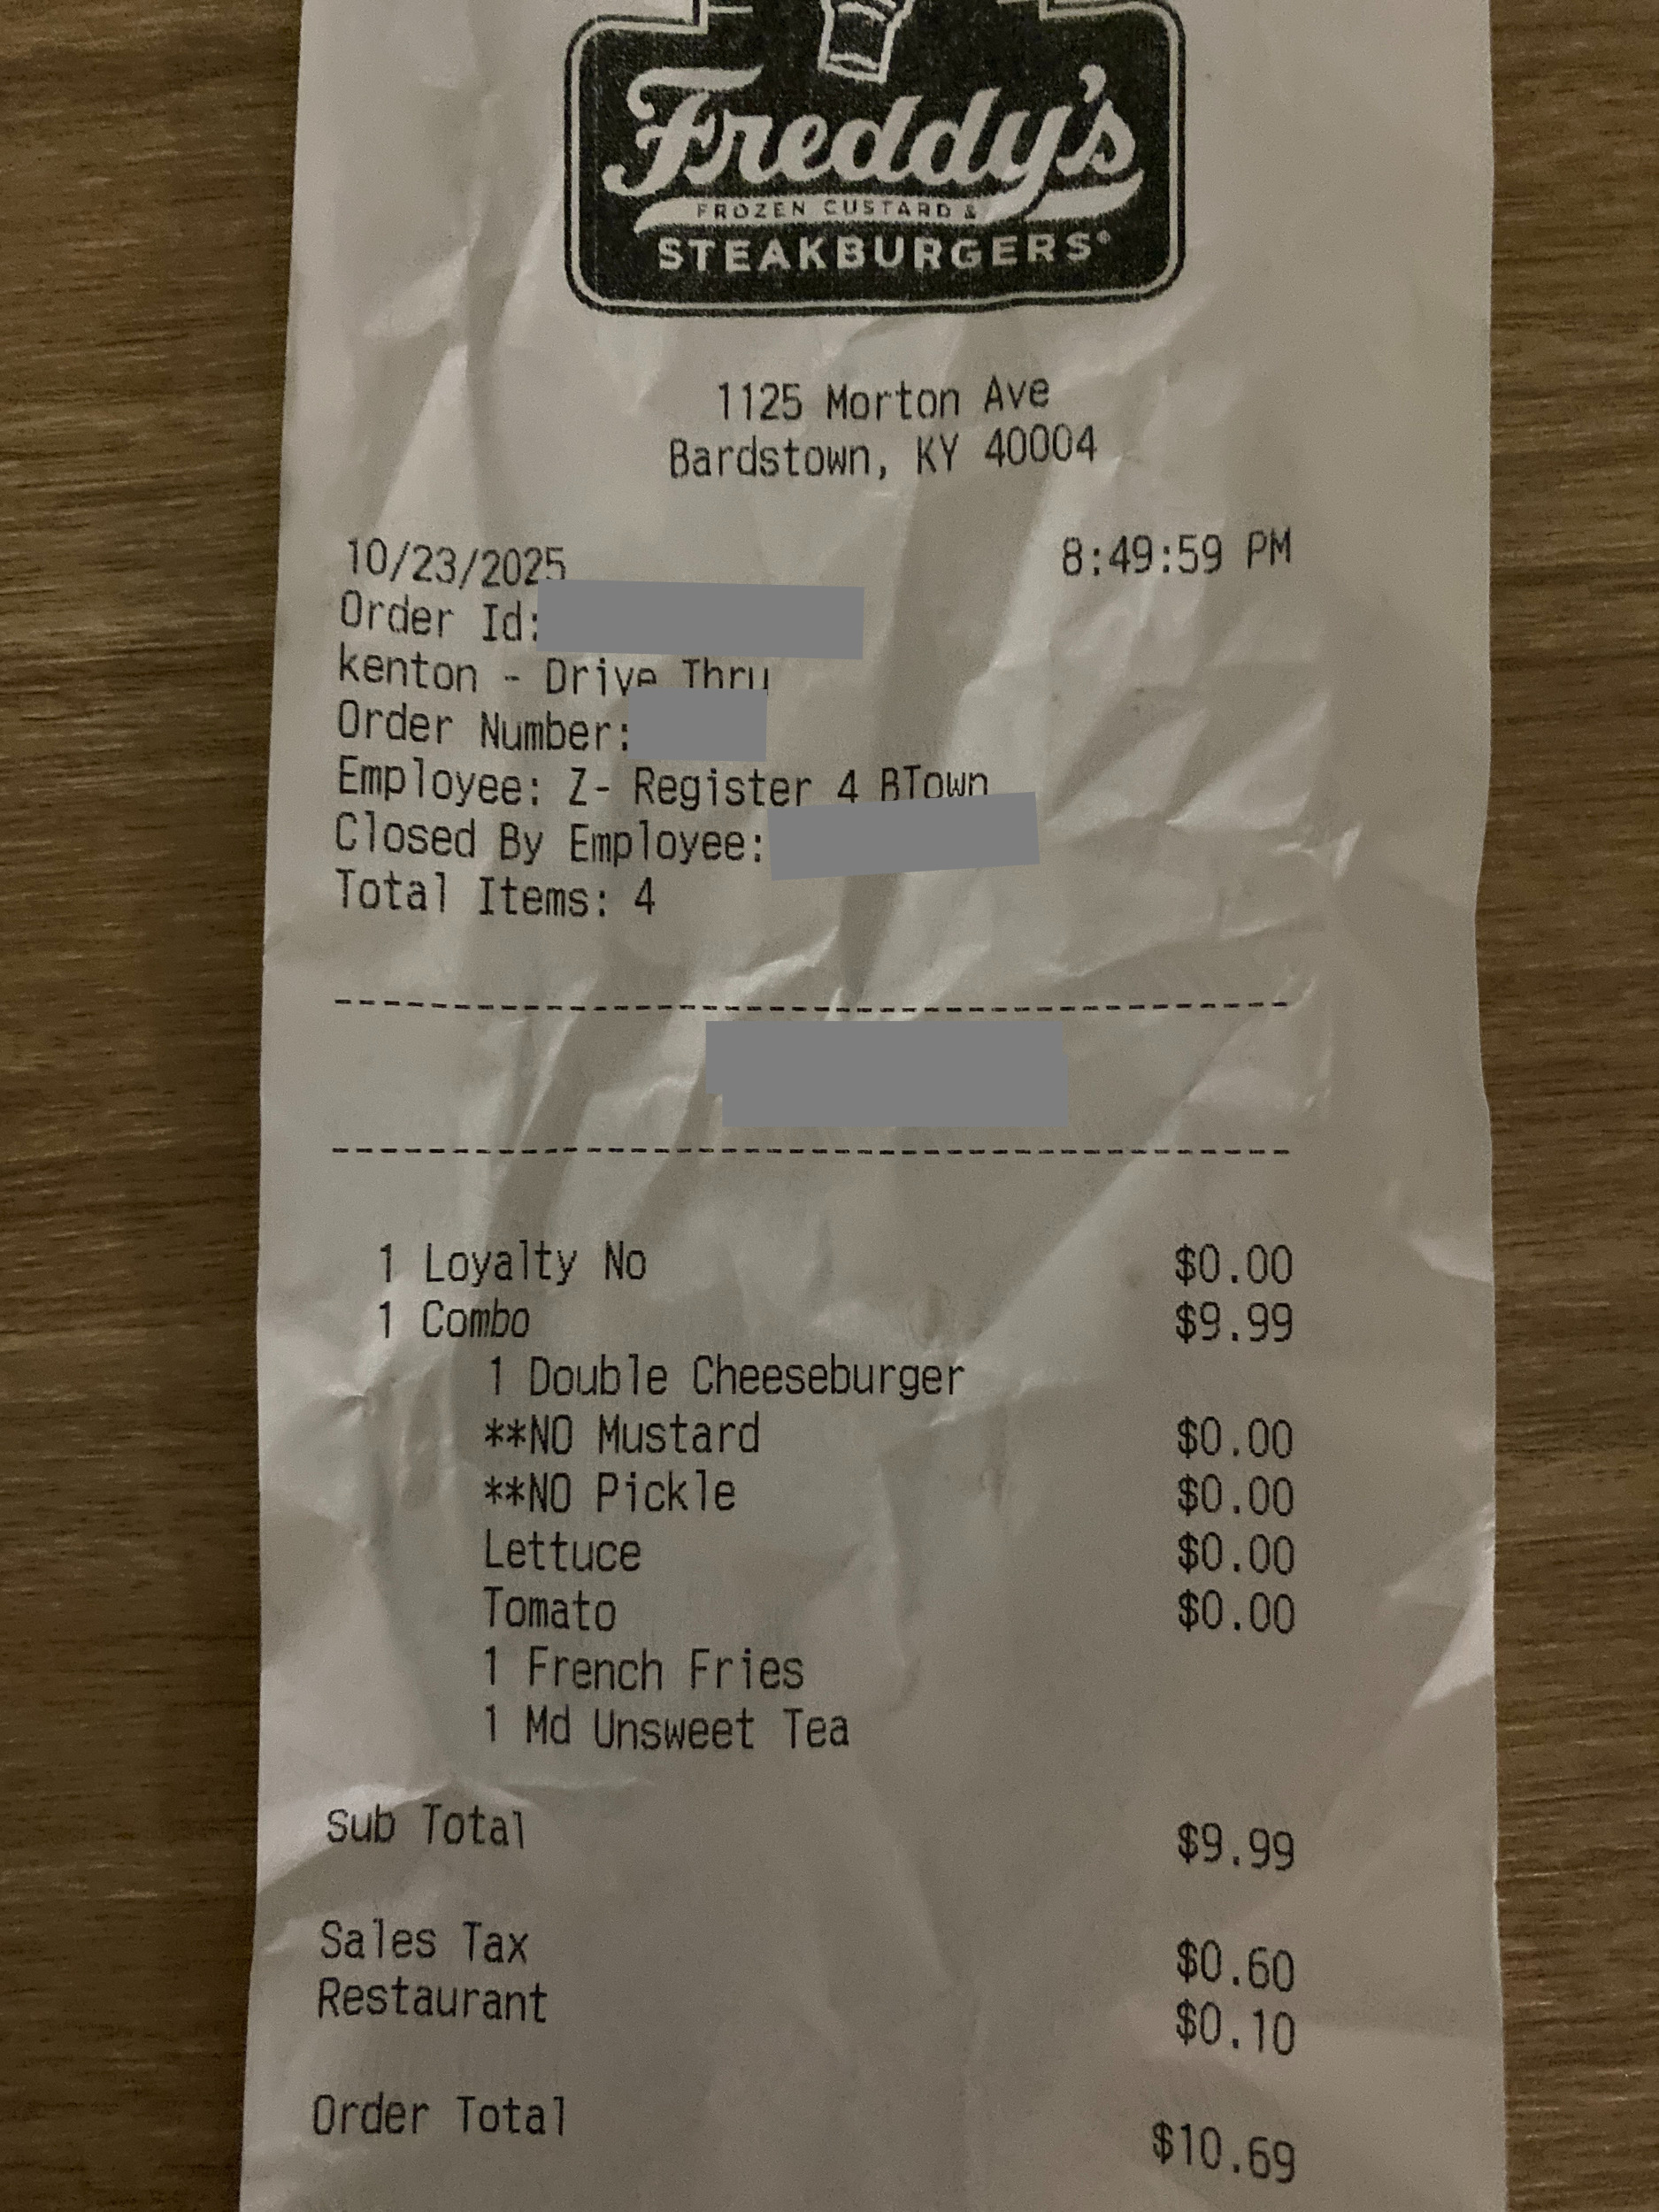 Freddy's
FROZEN CUSTARD &
STEAKBURGERS®
1125 Morton Ave
Bardstown, KY 40004
10/23/2025 8:49:59 PM
Order Id:
kenton - Drive Thru
Order Number:
Employee: Z- Register 4 BTown
Closed By Employee:
Total Items: 4
1 Loyalty No $0.00
1 Combo $9.99
1 Double Cheeseburger
**NO Mustard $0.00
**NO Pickle $0.00
Lettuce $0.00
Tomato $0.00
1 French Fries
1 Md Unsweet Tea
Sub Total $9.99
Sales Tax $0.60
Restaurant $0.10
Order Total $10.69